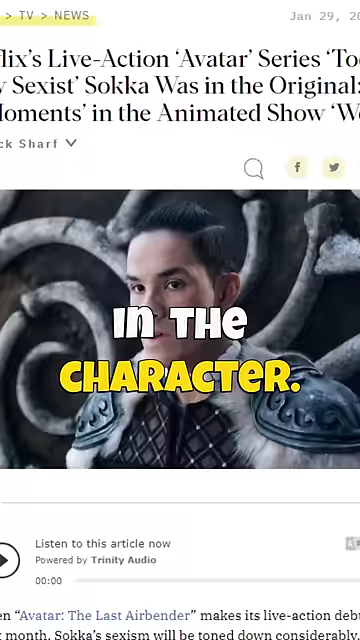 > TV > NEWS
Jan 29, 20
flix's Live-Action 'Avatar' Series 'To
Sexist' Sokka Was in the Original:
Moments' in the Animated Show 'W
ck Sharf
in the
character.
Listen to this article now
Powered by Trinity Audio
00:00
en “Avatar: The Last Airbender” makes its live-action deb
t month, Sokka’s sexism will be toned down considerably.